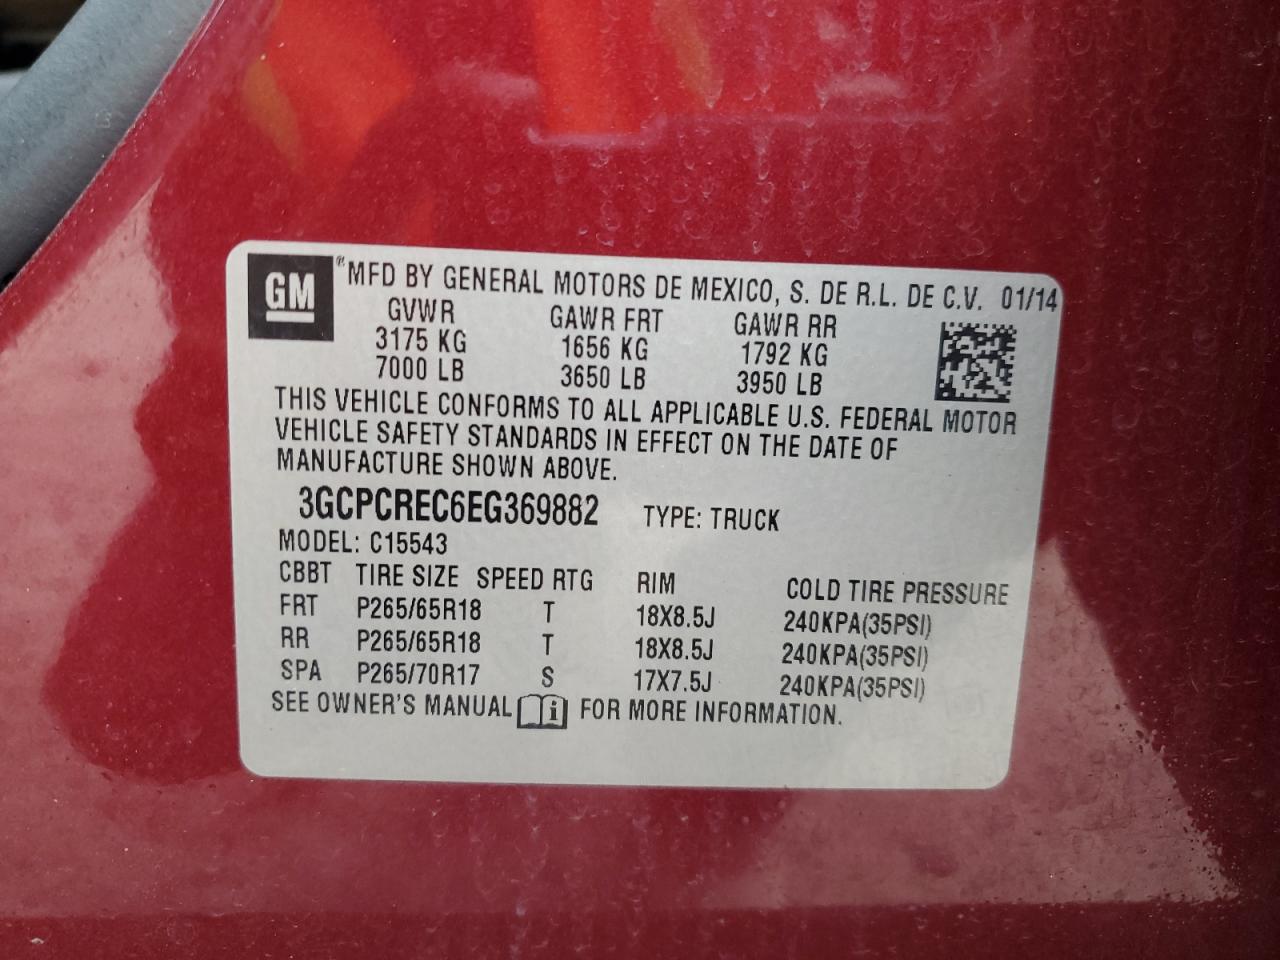 GM ® MFD BY GENERAL MOTORS DE MEXICO, S. DE R.L. DE C.V. 01/14
GVWR GAWR FRT GAWR RR
3175 KG 1656 KG 1792 KG
7000 LB 3650 LB 3950 LB
THIS VEHICLE CONFORMS TO ALL APPLICABLE U.S. FEDERAL MOTOR
VEHICLE SAFETY STANDARDS IN EFFECT ON THE DATE OF
MANUFACTURE SHOWN ABOVE.
3GCPCREC6EG369882 TYPE: TRUCK
MODEL: C15543
CBBT TIRE SIZE SPEED RTG RIM COLD TIRE PRESSURE
FRT P265/65R18 T 18X8.5J 240KPA(35PSI)
RR P265/65R18 T 18X8.5J 240KPA(35PSI)
SPA P265/70R17 S 17X7.5J 240KPA(35PSI)
SEE OWNER'S MANUAL i FOR MORE INFORMATION.